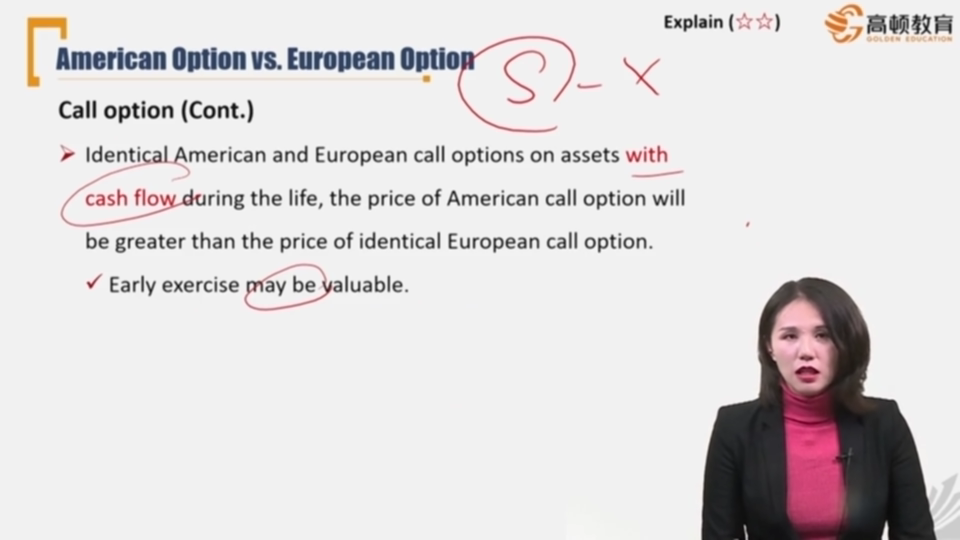 Explain (☆☆)
高顿教育
GOLDEN EDUCATION
American Option vs. European Option
S - X
Call option (Cont.)
➢ Identical American and European call options on assets with
cash flow during the life, the price of American call option will
be greater than the price of identical European call option.
✓ Early exercise may be valuable.